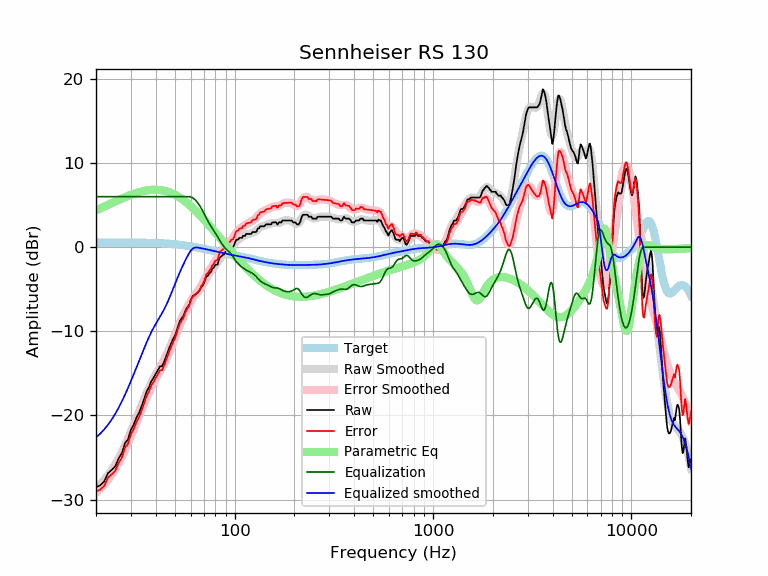 Sennheiser RS 130
20
10
0
−10
−20
−30
Amplitude (dBr)
Target
Raw Smoothed
Error Smoothed
Raw
Error
Parametric Eq
Equalization
Equalized smoothed
100
1000
10000
Frequency (Hz)